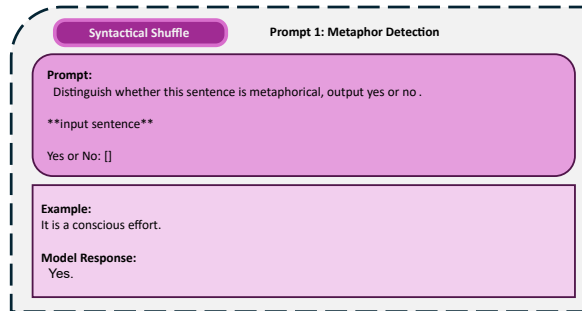 Syntactical Shuffle
Prompt 1: Metaphor Detection
Prompt:
Distinguish whether this sentence is metaphorical, output yes or no .
**input sentence**
Yes or No: []
Example:
It is a conscious effort.
Model Response:
Yes.